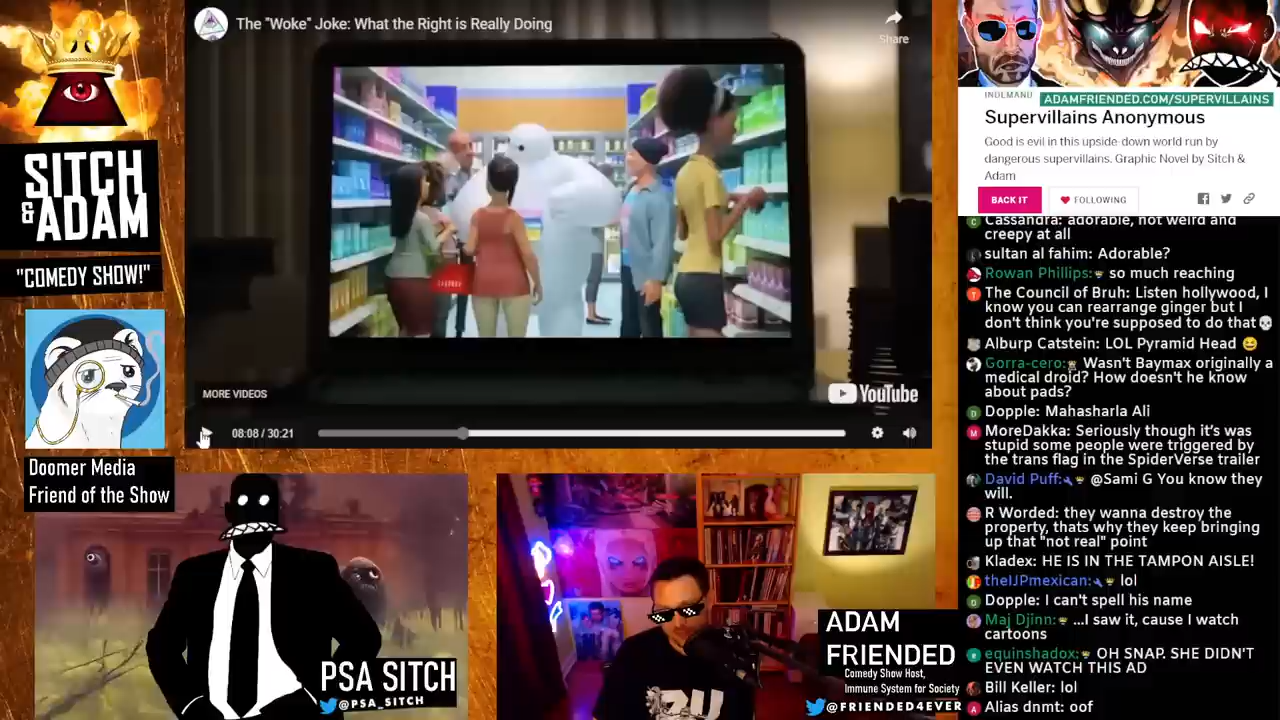 The "Woke" Joke: What the Right is Really Doing
Share
MORE VIDEOS
YouTube
08:08 / 30:21
SITCH
& ADAM
"COMEDY SHOW!"
Doomer Media
Friend of the Show
PSA SITCH
@PSA_SITCH
ADAM
FRIENDED
Comedy Show Host,
Immune System for Society
@FRIENDED4EVER
INDEMAND
ADAMFRIENDED.COM/SUPERVILLAINS
Supervillains Anonymous
Good is evil in this upside-down world run by
dangerous supervillains. Graphic Novel by Sitch &
Adam
BACK IT
FOLLOWING
Cassandra: adorable, not weird and
creepy at all
sultan al fahim: Adorable?
Rowan Phillips: so much reaching
The Council of Bruh: Listen hollywood, I
know you can rearrange ginger but I
don't think you're supposed to do that💀
Alburp Catstein: LOL Pyramid Head 😆
Gorra-cero: Wasn't Baymax originally a
medical droid? How doesn't he know
about pads?
Dopple: Mahasharla Ali
MoreDakka: Seriously though it's was
stupid some people were triggered by
the trans flag in the SpiderVerse trailer
David Puff: @Sami G You know they
will.
R Worded: they wanna destroy the
property, thats why they keep bringing
up that "not real" point
Kladex: HE IS IN THE TAMPON AISLE!
theIJPmexican: lol
Dopple: I can't spell his name
Maj Djinn: ...I saw it, cause I watch
cartoons
equinshadox: OH SNAP. SHE DIDN'T
EVEN WATCH THIS AD
Bill Keller: lol
Alias dnmt: oof